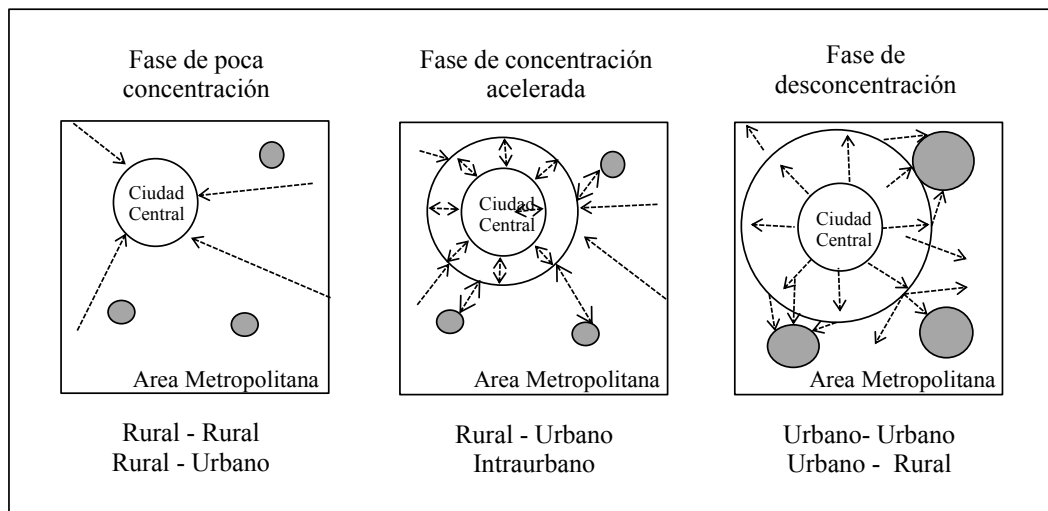 Fase de poca
concentración
Ciudad
Central
Area Metropolitana
Rural - Rural
Rural - Urbano
Fase de concentración
acelerada
Ciudad
Central
Area Metropolitana
Rural - Urbano
Intraurbano
Fase de
desconcentración
Ciudad
Central
Area Metropolitana
Urbano- Urbano
Urbano - Rural